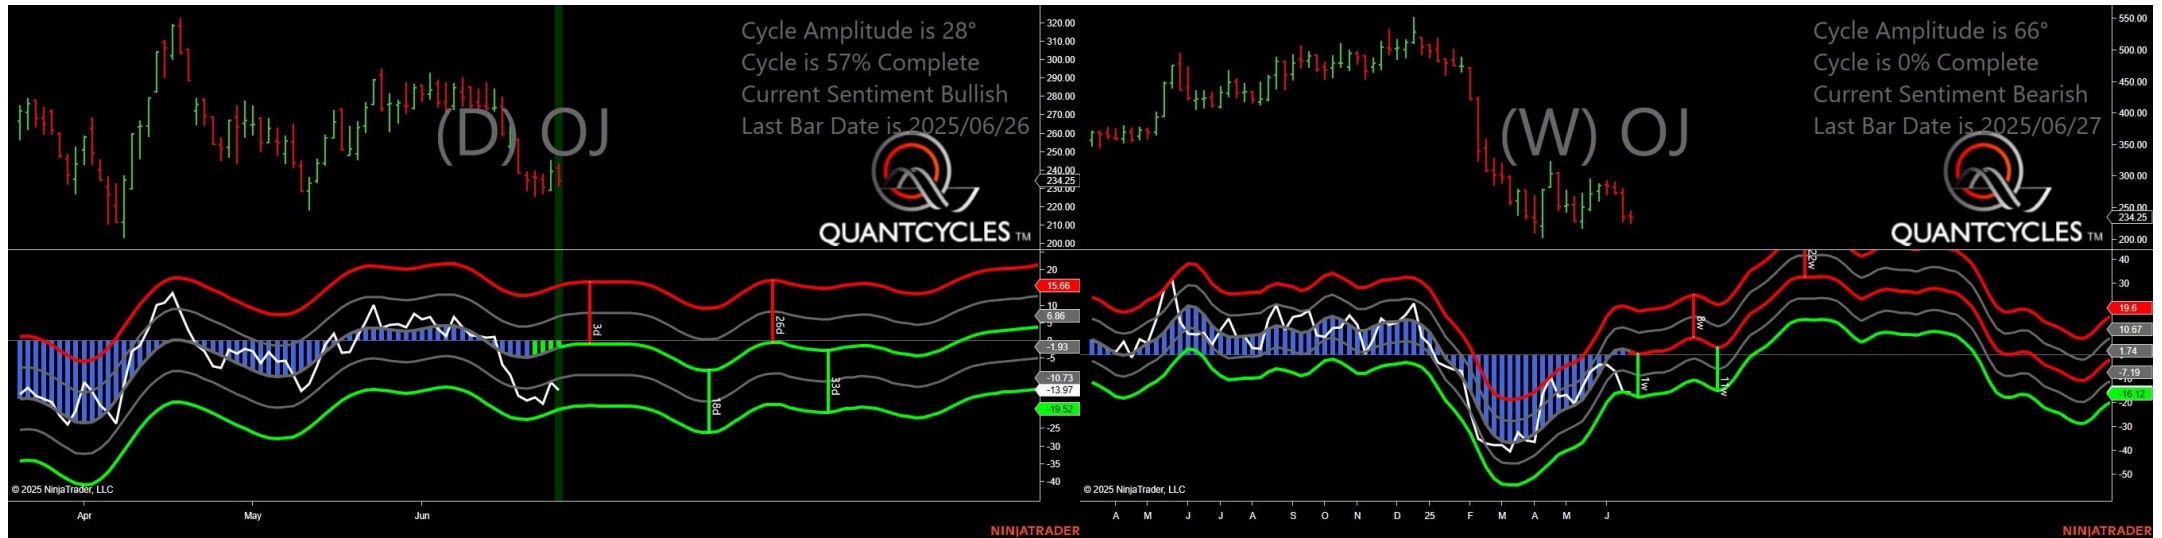 Cycle Amplitude is 28°
Cycle is 57% Complete
Current Sentiment Bullish
Last Bar Date is 2025/06/26
(D) OJ
QUANTCYCLES TM
320.00
310.00
300.00
290.00
280.00
270.00
260.00
250.00
240.00
234.25
230.00
220.00
210.00
200.00
20
15.66
10
6.86
5
-1.93
-5
-10.73
-13.97
-19.52
-25
-30
-35
-40
3d
18d
26d
33d
© 2025 NinjaTrader, LLC
Apr May Jun
NINJATRADER
Cycle Amplitude is 66°
Cycle is 0% Complete
Current Sentiment Bearish
Last Bar Date is 2025/06/27
(W) OJ
QUANTCYCLES TM
550.00
500.00
450.00
400.00
350.00
300.00
250.00
234.25
200.00
40
30
19.6
10.67
1.74
-7.19
-10
-16.12
-20
-30
-40
-50
1w
8w
11w
22w
© 2025 NinjaTrader, LLC
A M J J A S O N D 25 F M A M J
NINJATRADER